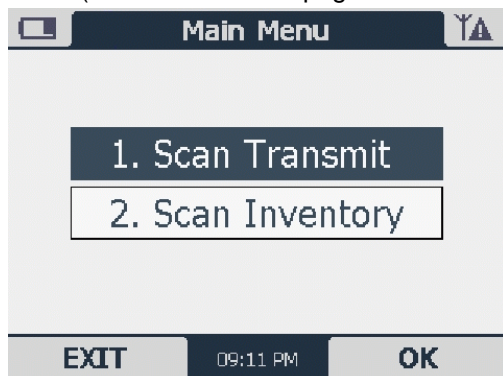 Main Menu
1. Scan Transmit
2. Scan Inventory
EXIT 09:11 PM OK